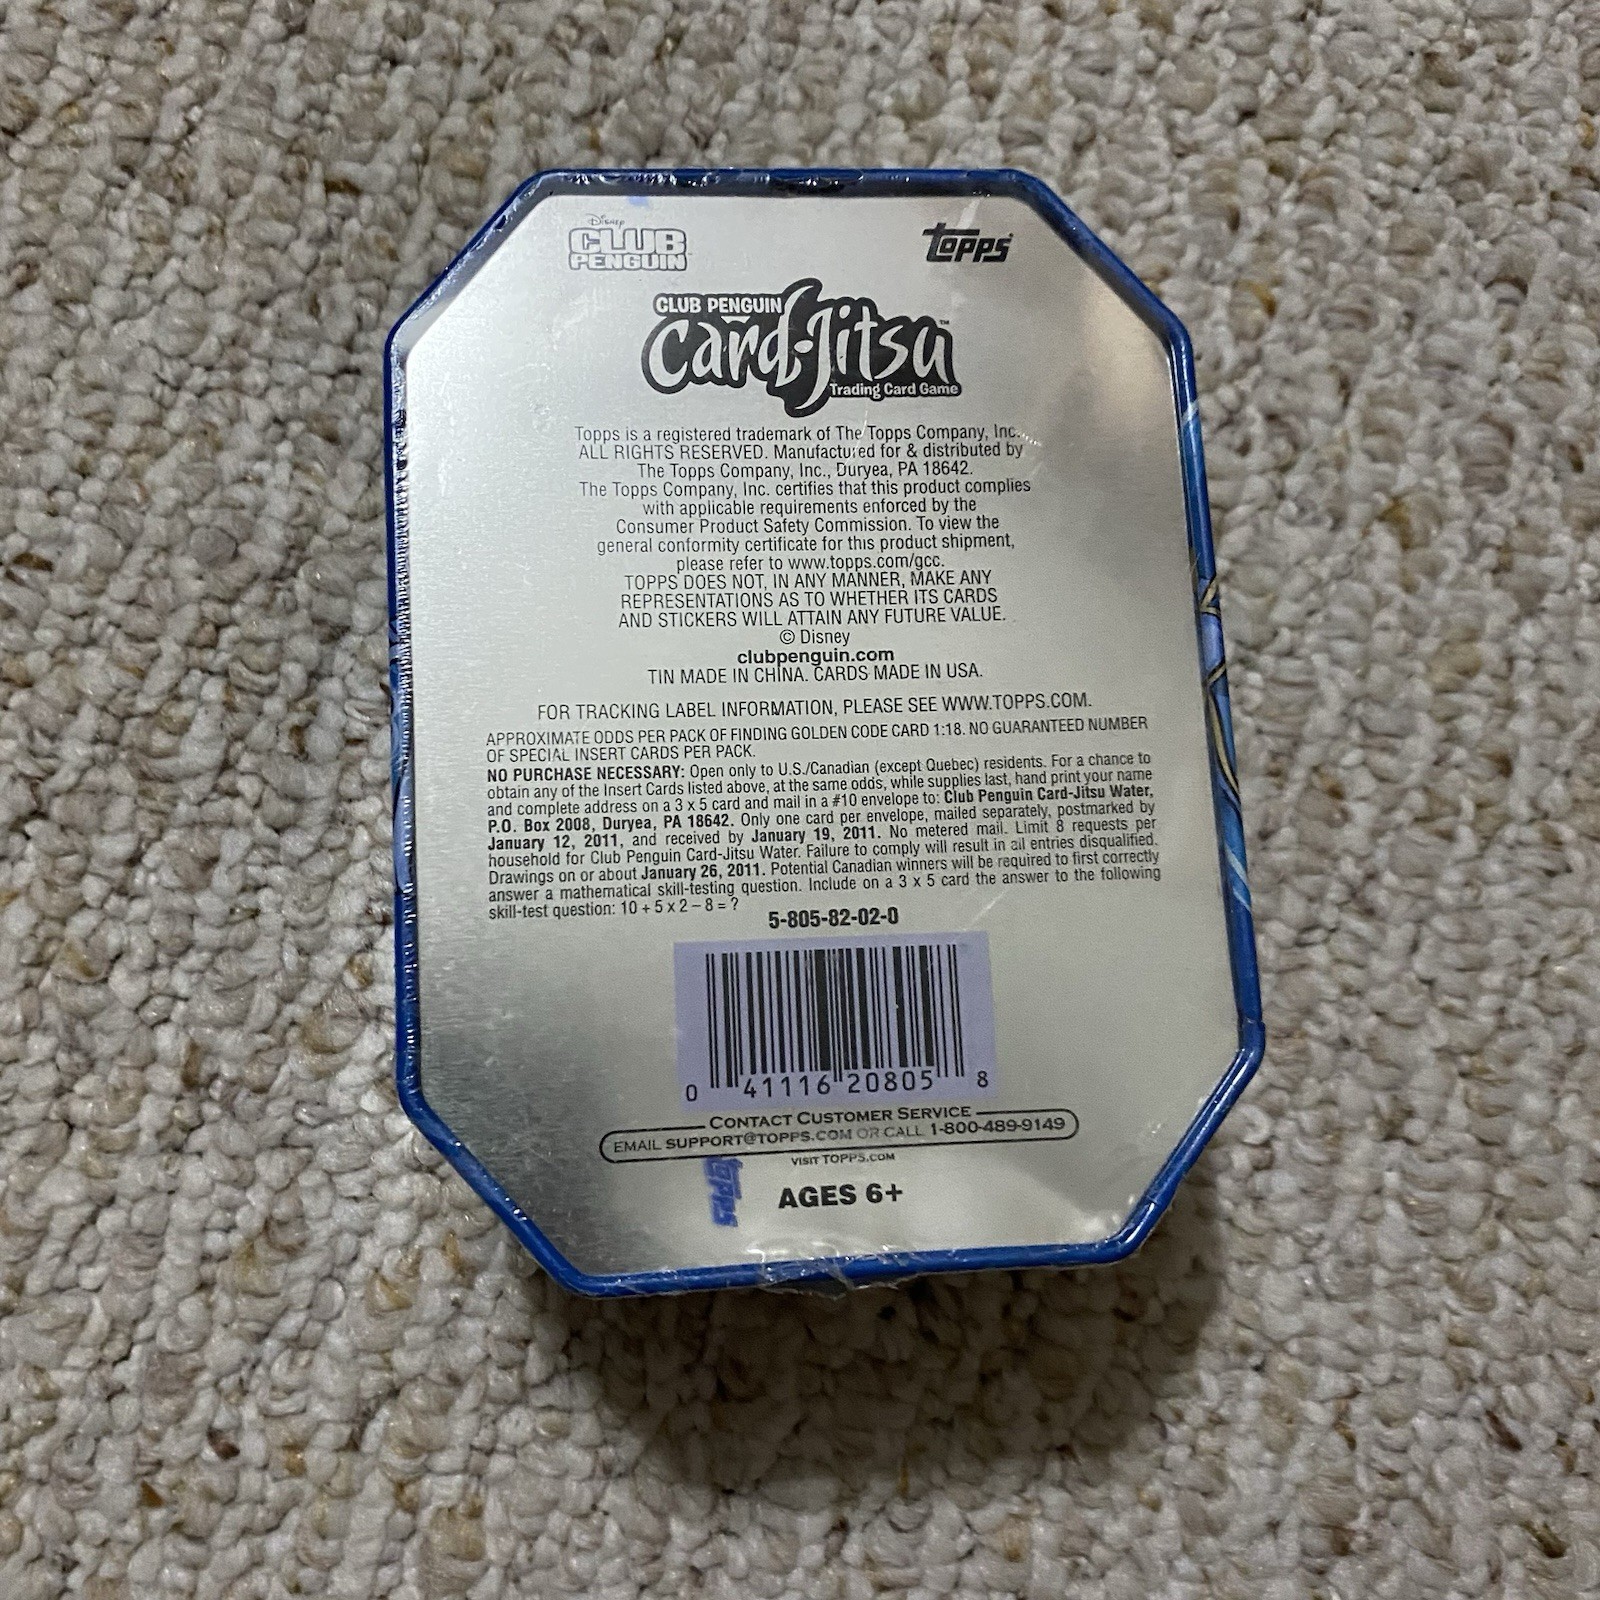 Disney
CLUB
PENGUIN
Topps
CLUB PENGUIN
Card-Jitsu™
Trading Card Game
Topps is a registered trademark of The Topps Company, Inc.
ALL RIGHTS RESERVED. Manufactured for & distributed by
The Topps Company, Inc., Duryea, PA 18642.
The Topps Company, Inc. certifies that this product complies
with applicable requirements enforced by the
Consumer Product Safety Commission. To view the
general conformity certificate for this product shipment,
please refer to www.topps.com/gcc.
TOPPS DOES NOT, IN ANY MANNER, MAKE ANY
REPRESENTATIONS AS TO WHETHER ITS CARDS
AND STICKERS WILL ATTAIN ANY FUTURE VALUE.
© Disney
clubpenguin.com
TIN MADE IN CHINA. CARDS MADE IN USA.
FOR TRACKING LABEL INFORMATION, PLEASE SEE WWW.TOPPS.COM.
APPROXIMATE ODDS PER PACK OF FINDING GOLDEN CODE CARD 1:18. NO GUARANTEED NUMBER
OF SPECIAL INSERT CARDS PER PACK.
NO PURCHASE NECESSARY: Open only to U.S./Canadian (except Quebec) residents. For a chance to
obtain any of the Insert Cards listed above, at the same odds, while supplies last, hand print your name
and complete address on a 3 x 5 card and mail in a #10 envelope to: Club Penguin Card-Jitsu Water,
P.O. Box 2008, Duryea, PA 18642. Only one card per envelope, mailed separately, postmarked by
January 12, 2011, and received by January 19, 2011. No metered mail. Limit 8 requests per
household for Club Penguin Card-Jitsu Water. Failure to comply will result in all entries disqualified.
Drawings on or about January 26, 2011. Potential Canadian winners will be required to first correctly
answer a mathematical skill-testing question. Include on a 3 x 5 card the answer to the following
skill-test question: 10 + 5 x 2 – 8 = ?
5-805-82-02-0
0 41116 20805 8
CONTACT CUSTOMER SERVICE
EMAIL SUPPORT@TOPPS.COM OR CALL 1-800-489-9149
VISIT TOPPS.COM
Topps
AGES 6+